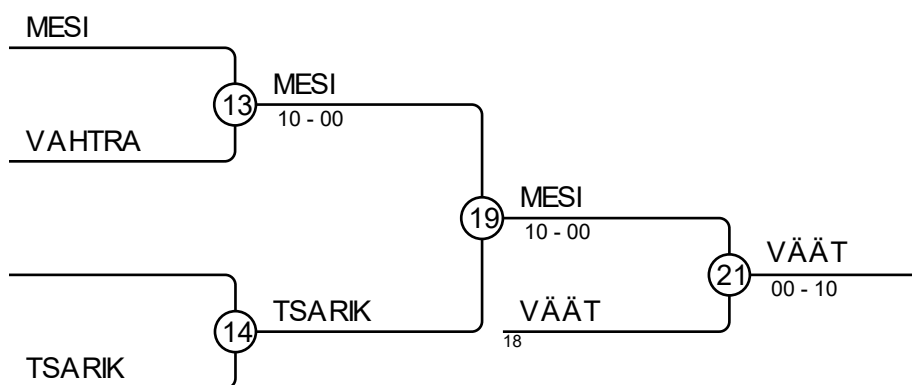 MESI
13
MESI
10 - 00
VAHTRA
19
MESI
10 - 00
21
VÄÄT
00 - 10
14
TSARIK
VÄÄT
18
TSARIK